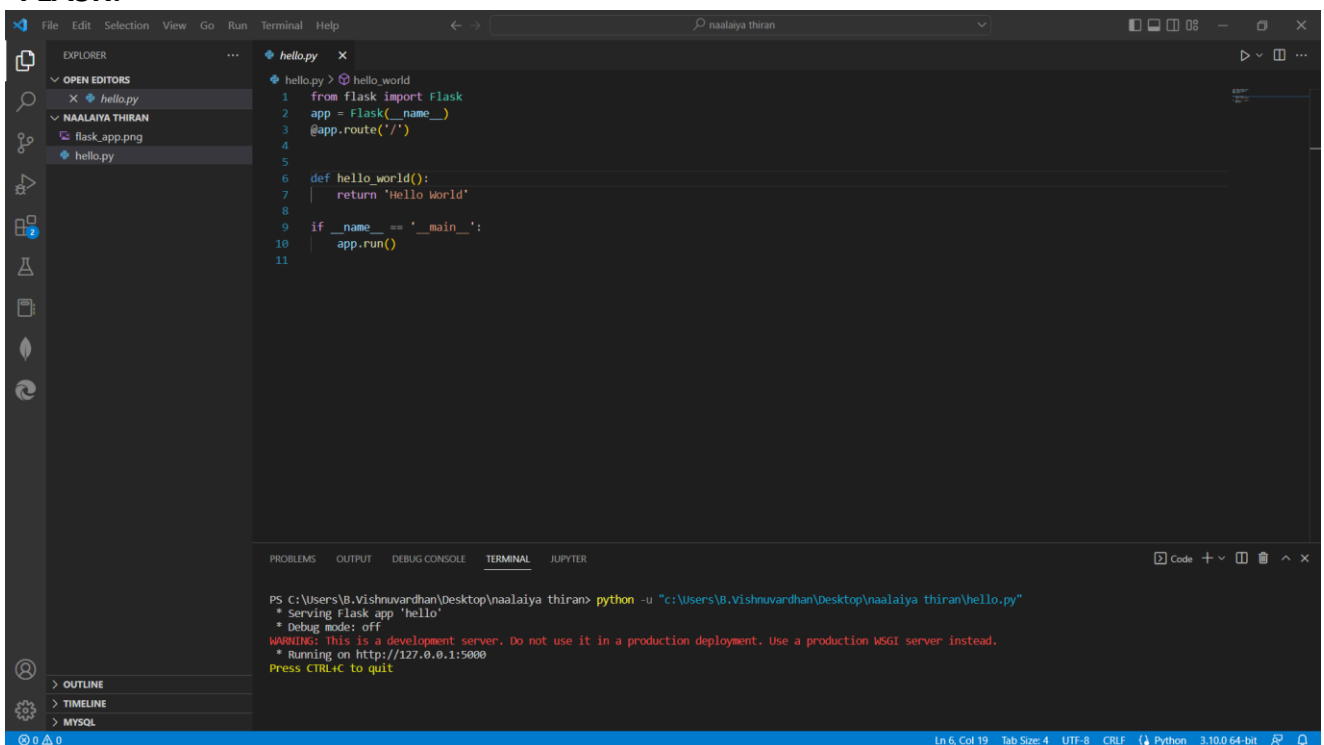 File Edit Selection View Go Run Terminal Help
naalaiya thiran
EXPLORER
OPEN EDITORS
hello.py
NAALAIYA THIRAN
flask_app.png
hello.py
OUTLINE
TIMELINE
MYSQL
2
hello.py
hello.py > hello_world
1 from flask import Flask
2 app = Flask(__name__)
3 @app.route('/')
4
5
6 def hello_world():
7 return 'Hello World'
8
9 if __name__ == '__main__':
10 app.run()
11
PROBLEMS OUTPUT DEBUG CONSOLE TERMINAL JUPYTER
Code
PS C:\Users\B.Vishnuvardhan\Desktop\naalaiya thiran> python -u "c:\Users\B.Vishnuvardhan\Desktop\naalaiya thiran\hello.py"
* Serving Flask app 'hello'
* Debug mode: off
WARNING: This is a development server. Do not use it in a production deployment. Use a production WSGI server instead.
* Running on http://127.0.0.1:5000
Press CTRL+C to quit
0 0
Ln 6, Col 19 Tab Size: 4 UTF-8 CRLF Python 3.10.0 64-bit